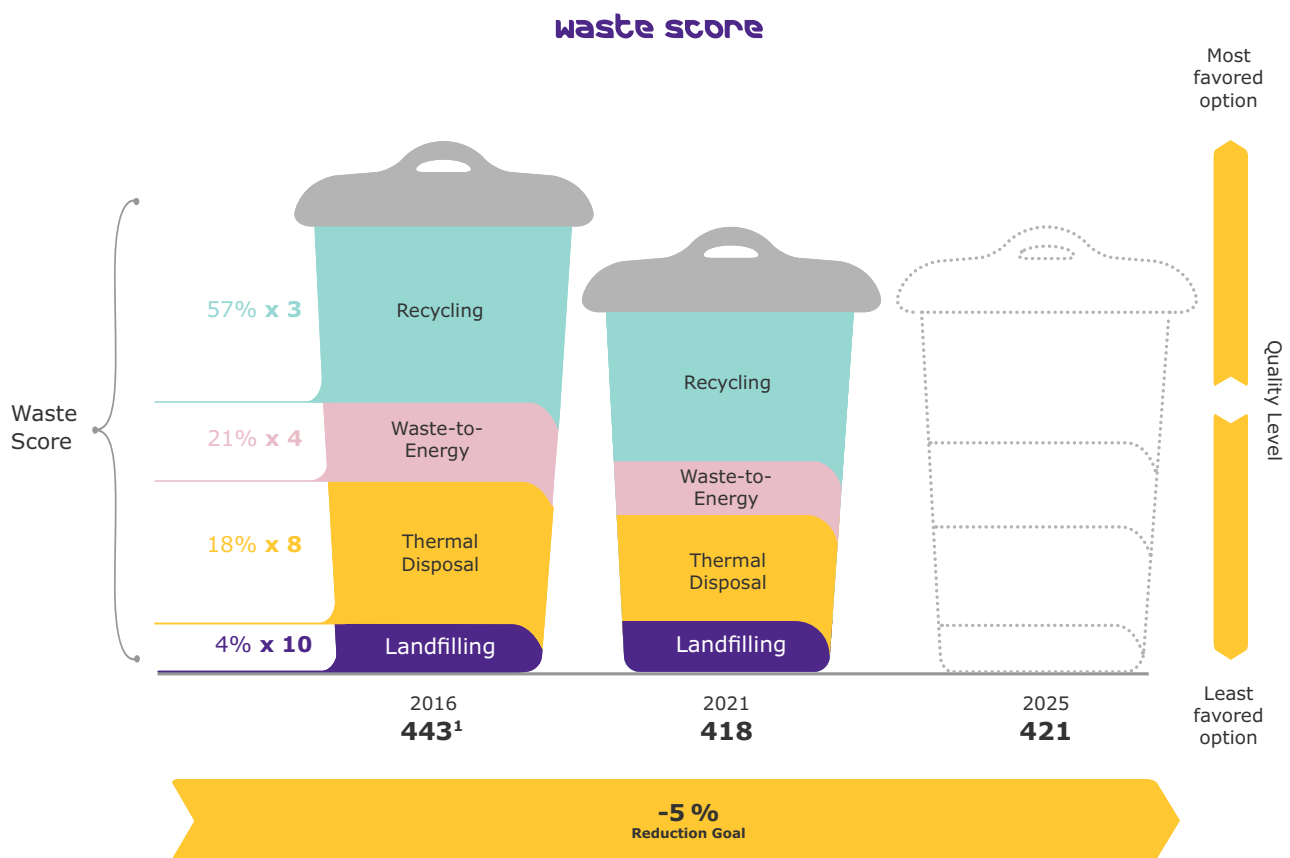 waste score
Most
favored
option
57% x 3
Recycling
Recycling
Quality Level
Waste
Score
21% x 4
Waste-to-
Energy
Waste-to-
Energy
18% x 8
Thermal
Disposal
Thermal
Disposal
4% x 10
Landfilling
Landfilling
2016
443¹
2021
418
2025
421
Least
favored
option
-5 %
Reduction Goal